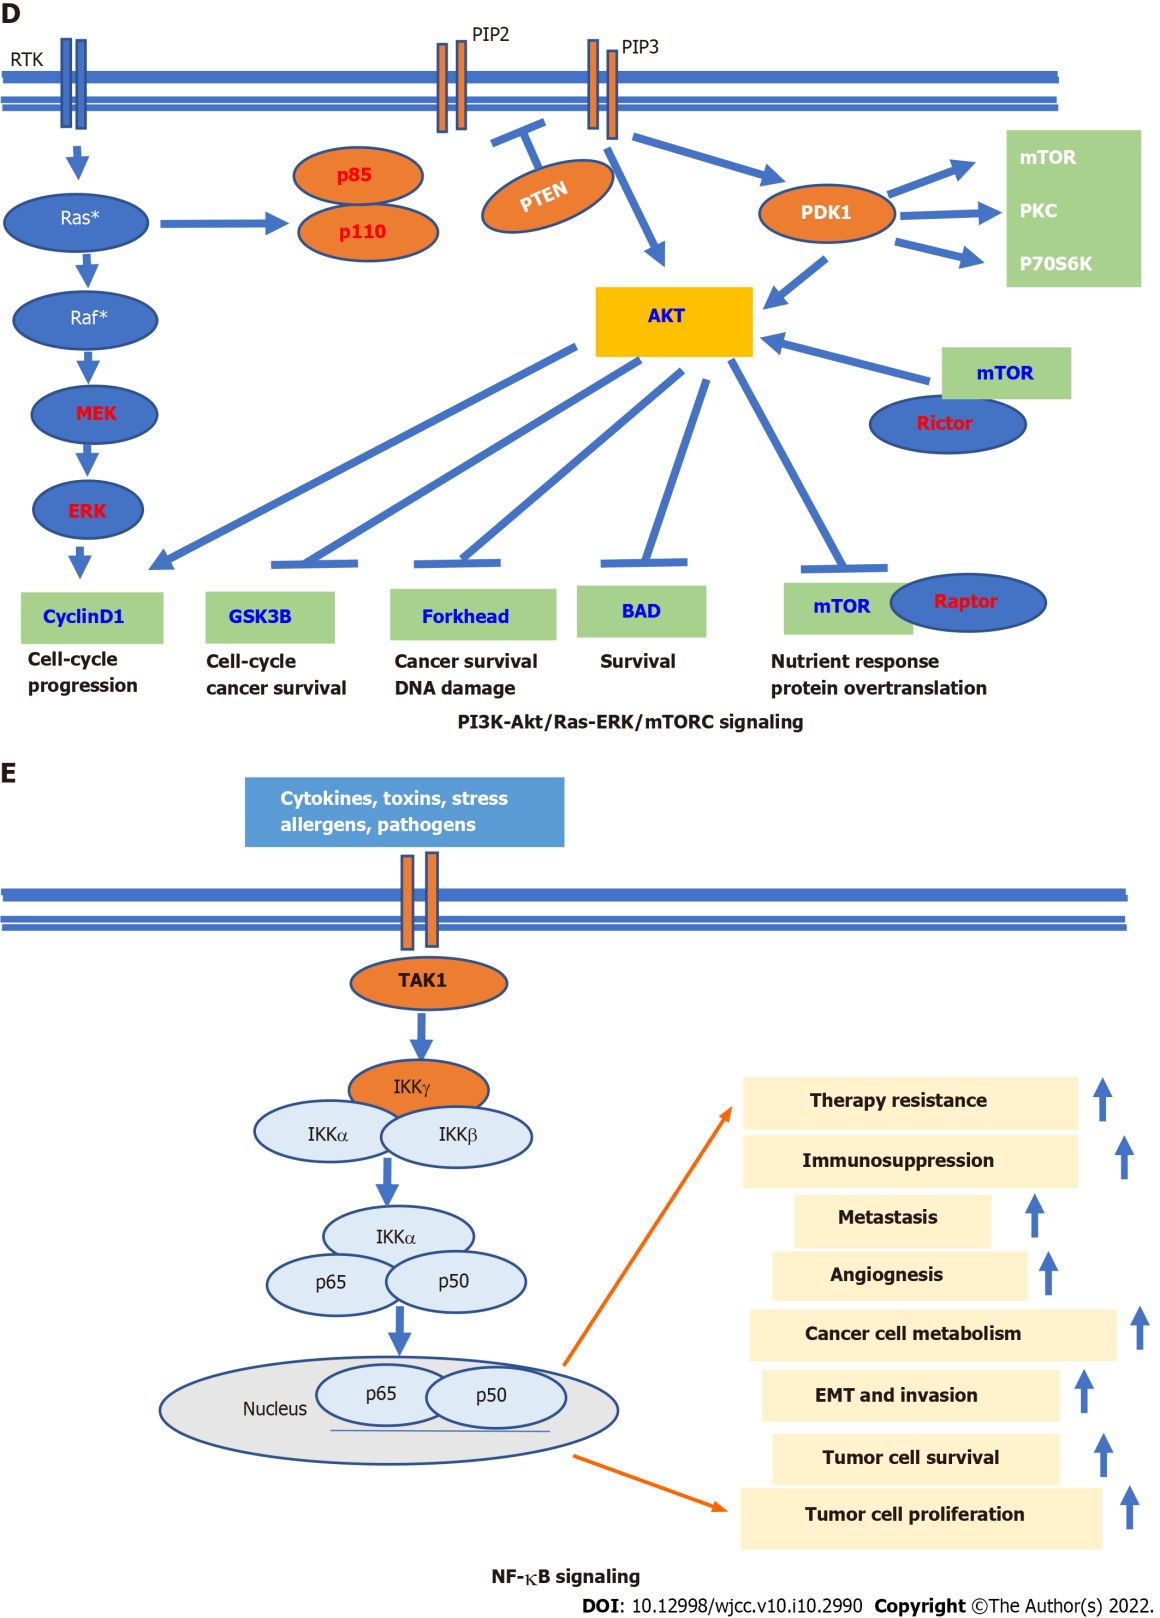 D
RTK
PIP2
PIP3
p85
p110
PTEN
PDK1
mTOR
PKC
P70S6K
Ras*
Raf*
MEK
ERK
AKT
mTOR
Rictor
CyclinD1
GSK3B
Forkhead
BAD
mTOR
Raptor
Cell-cycle
progression
Cell-cycle
cancer survival
Cancer survival
DNA damage
Survival
Nutrient response
protein overtranslation
PI3K-Akt/Ras-ERK/mTORC signaling
E
Cytokines, toxins, stress
allergens, pathogens
TAK1
IKKγ
IKKα
IKKβ
IKKα
p65
p50
Nucleus
p65
p50
Therapy resistance
Immunosuppression
Metastasis
Angiognesis
Cancer cell metabolism
EMT and invasion
Tumor cell survival
Tumor cell proliferation
NF-κB signaling
DOI: 10.12998/wjcc.v10.i10.2990 Copyright ©The Author(s) 2022.